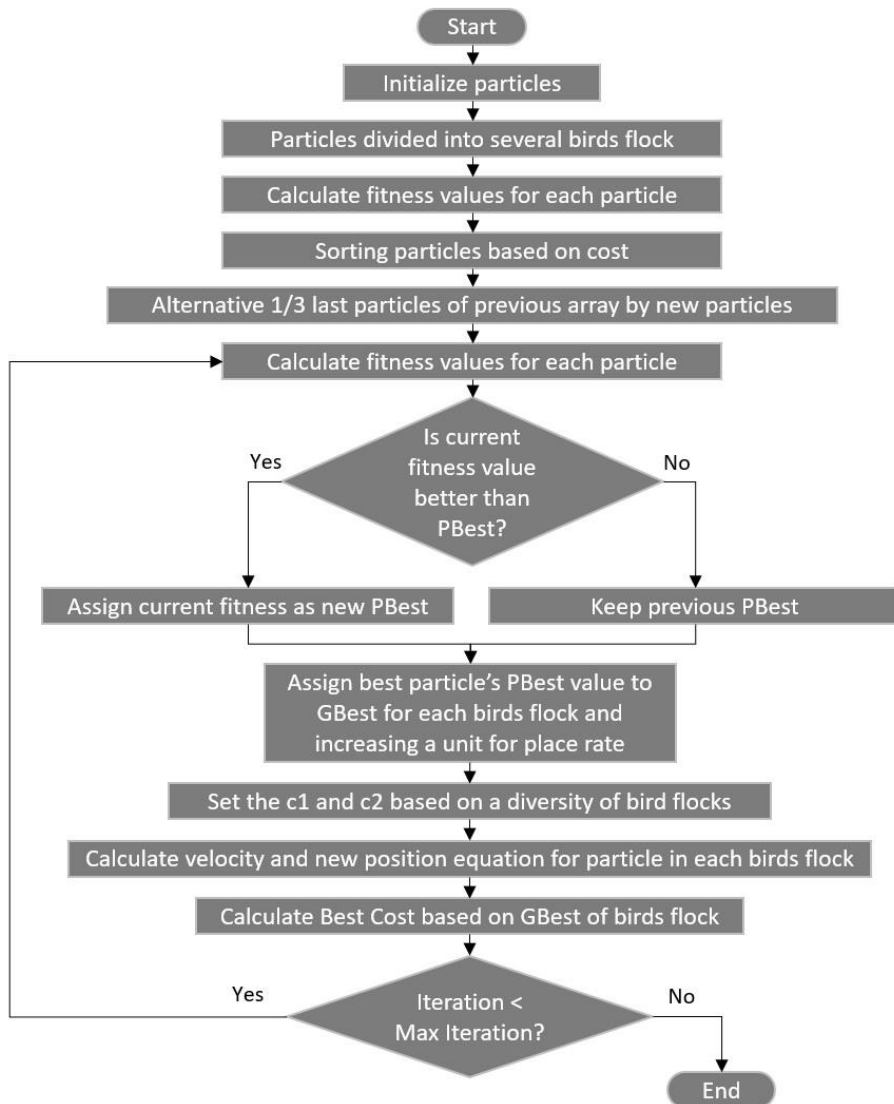 Start
Initialize particles
Particles divided into several birds flock
Calculate fitness values for each particle
Sorting particles based on cost
Alternative 1/3 last particles of previous array by new particles
Calculate fitness values for each particle
Is current
fitness value
better than
PBest?
Yes
No
Assign current fitness as new PBest
Keep previous PBest
Assign best particle’s PBest value to
GBest for each birds flock and
increasing a unit for place rate
Set the c1 and c2 based on a diversity of bird flocks
Calculate velocity and new position equation for particle in each birds flock
Calculate Best Cost based on GBest of birds flock
Iteration <
Max Iteration?
Yes
No
End